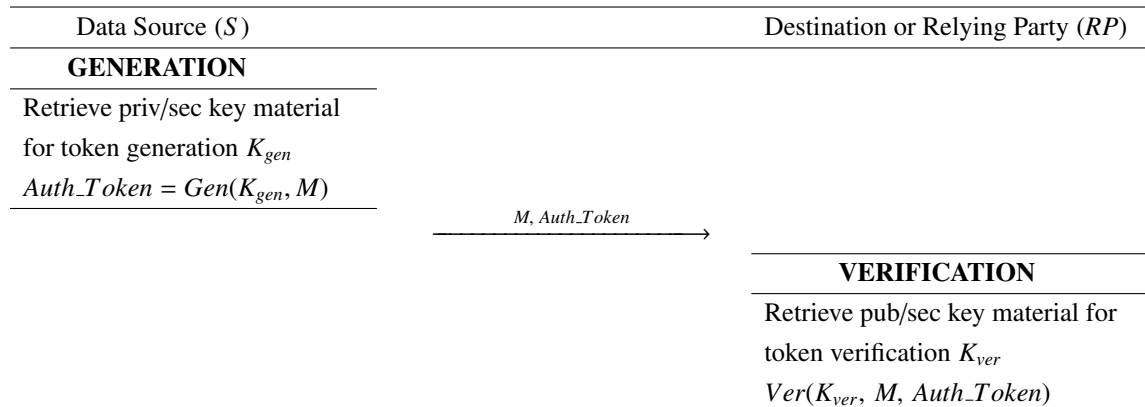 Data Source (S)
Destination or Relying Party (RP)
GENERATION
Retrieve priv/sec key material
for token generation K_gen
Auth_Token = Gen(K_gen, M)
M, Auth_Token
VERIFICATION
Retrieve pub/sec key material for
token verification K_ver
Ver(K_ver, M, Auth_Token)